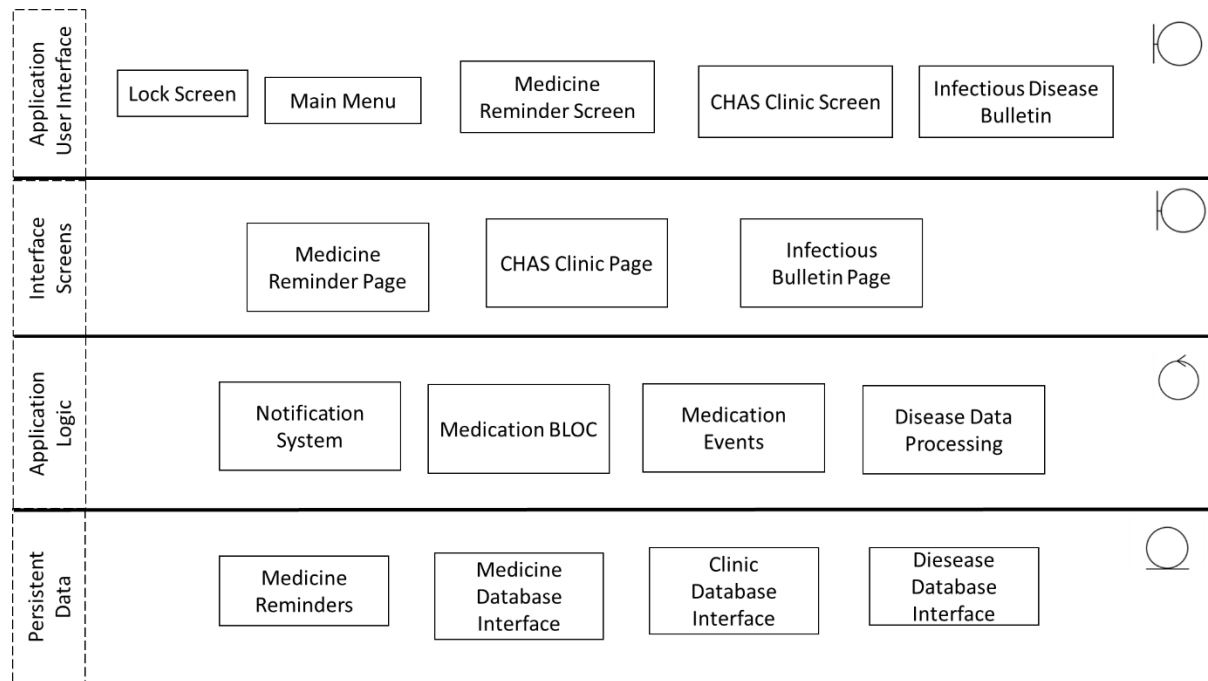 Application
User Interface
Lock Screen
Main Menu
Medicine
Reminder Screen
CHAS Clinic Screen
Infectious Disease
Bulletin
Interface
Screens
Medicine
Reminder Page
CHAS Clinic Page
Infectious
Bulletin Page
Application
Logic
Notification
System
Medication BLOC
Medication
Events
Disease Data
Processing
Persistent
Data
Medicine
Reminders
Medicine
Database
Interface
Clinic
Database
Interface
Diesease
Database
Interface